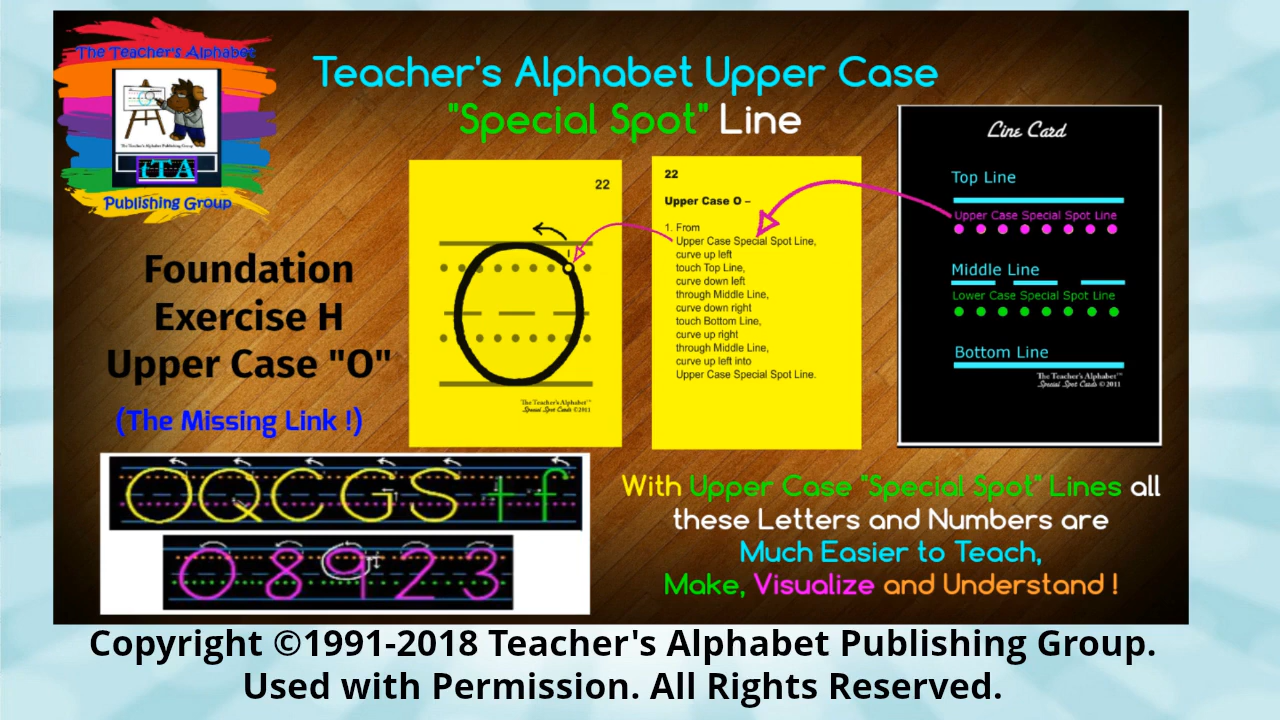 The Teacher's Alphabet
tTA
Publishing Group
Teacher's Alphabet Upper Case
"Special Spot" Line
Foundation
Exercise H
Upper Case "O"
(The Missing Link !)
22
O
The Teacher's Alphabet™
Special Spot Cards ©2011
22
Upper Case O –
1. From
Upper Case Special Spot Line,
curve up left
touch Top Line,
curve down left
through Middle Line,
curve down right
touch Bottom Line,
curve up right
through Middle Line,
curve up left into
Upper Case Special Spot Line.
Line Card
Top Line
Upper Case Special Spot Line
Middle Line
Lower Case Special Spot Line
Bottom Line
The Teacher's Alphabet™
Special Spot Cards ©2011
O Q C G S f f
0 8 9 2 3
With Upper Case "Special Spot" Lines all
these Letters and Numbers are
Much Easier to Teach,
Make, Visualize and Understand !
Copyright ©1991-2018 Teacher's Alphabet Publishing Group.
Used with Permission. All Rights Reserved.